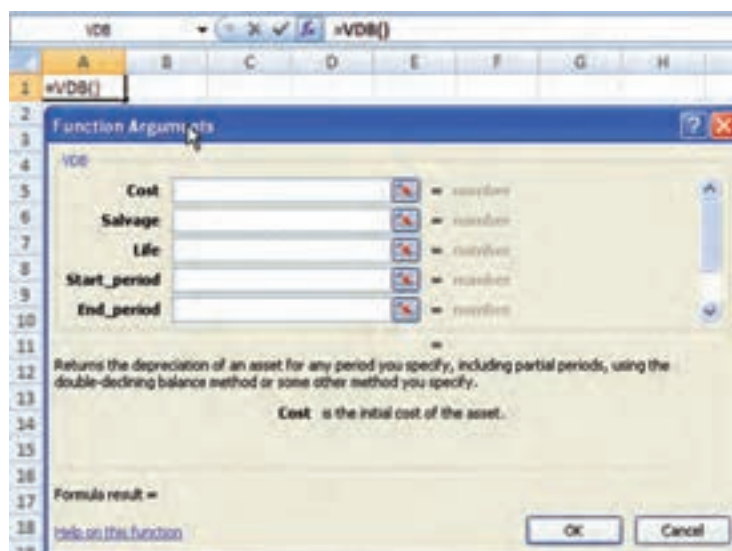 VDB =VDB()
A B C D E F G H
1 =VDB()
2
3
4
5
6
7
8
9
10
11
12
13
14
15
16
17
18
Function Arguments
VDB
Cost = number
Salvage = number
Life = number
Start_period = number
End_period = number
=
Returns the depreciation of an asset for any period you specify, including partial periods, using the
double-declining balance method or some other method you specify.
Cost is the initial cost of the asset.
Formula result =
Help on this function
OK Cancel